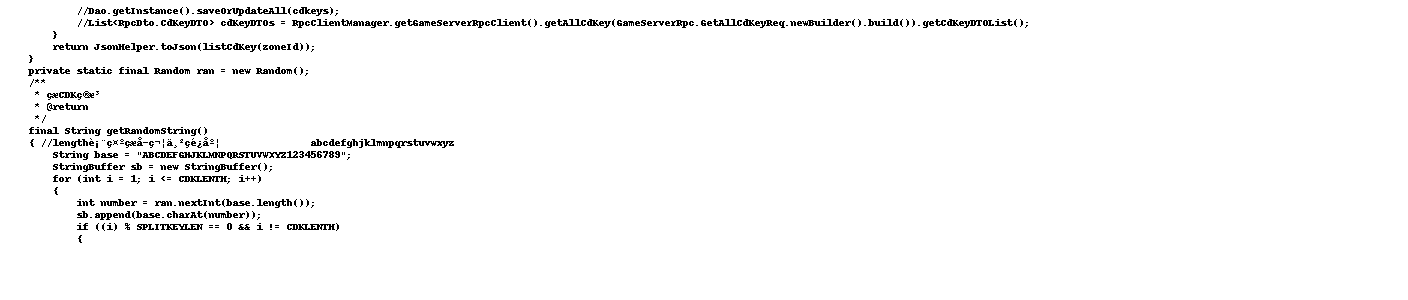 //Dao.getInstance().saveOrUpdateAll(cdkeys);
//List<RpcDto.CdKeyDTO> cdKeyDTOs = RpcClientManager.getGameServerRpcClient().getAllCdKey(GameServerRpc.GetAllCdKeyReq.newBuilder().build()).getCdKeyDTOList();
}
return JsonHelper.toJson(listCdKey(zoneId));
}
private static final Random ran = new Random();
/**
* çæCDKç®æ³
* @return
*/
final String getRandomString()
{ //lengthè¡¨ç¤ºçæå­ç¬¦ä¸²çé¿åº¦ abcdefghjklmnpqrstuvwxyz
String base = "ABCDEFGHJKLMNPQRSTUVWXYZ123456789";
StringBuffer sb = new StringBuffer();
for (int i = 1; i <= CDKLENTH; i++)
{
int number = ran.nextInt(base.length());
sb.append(base.charAt(number));
if ((i) % SPLITKEYLEN == 0 && i != CDKLENTH)
{